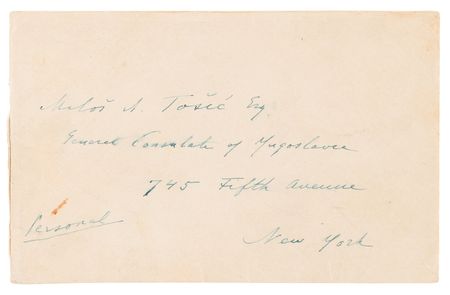 Miloš N. Tošić Esq
General Consulate of Yugoslavia
745 Fifth Avenue
Personal
New York